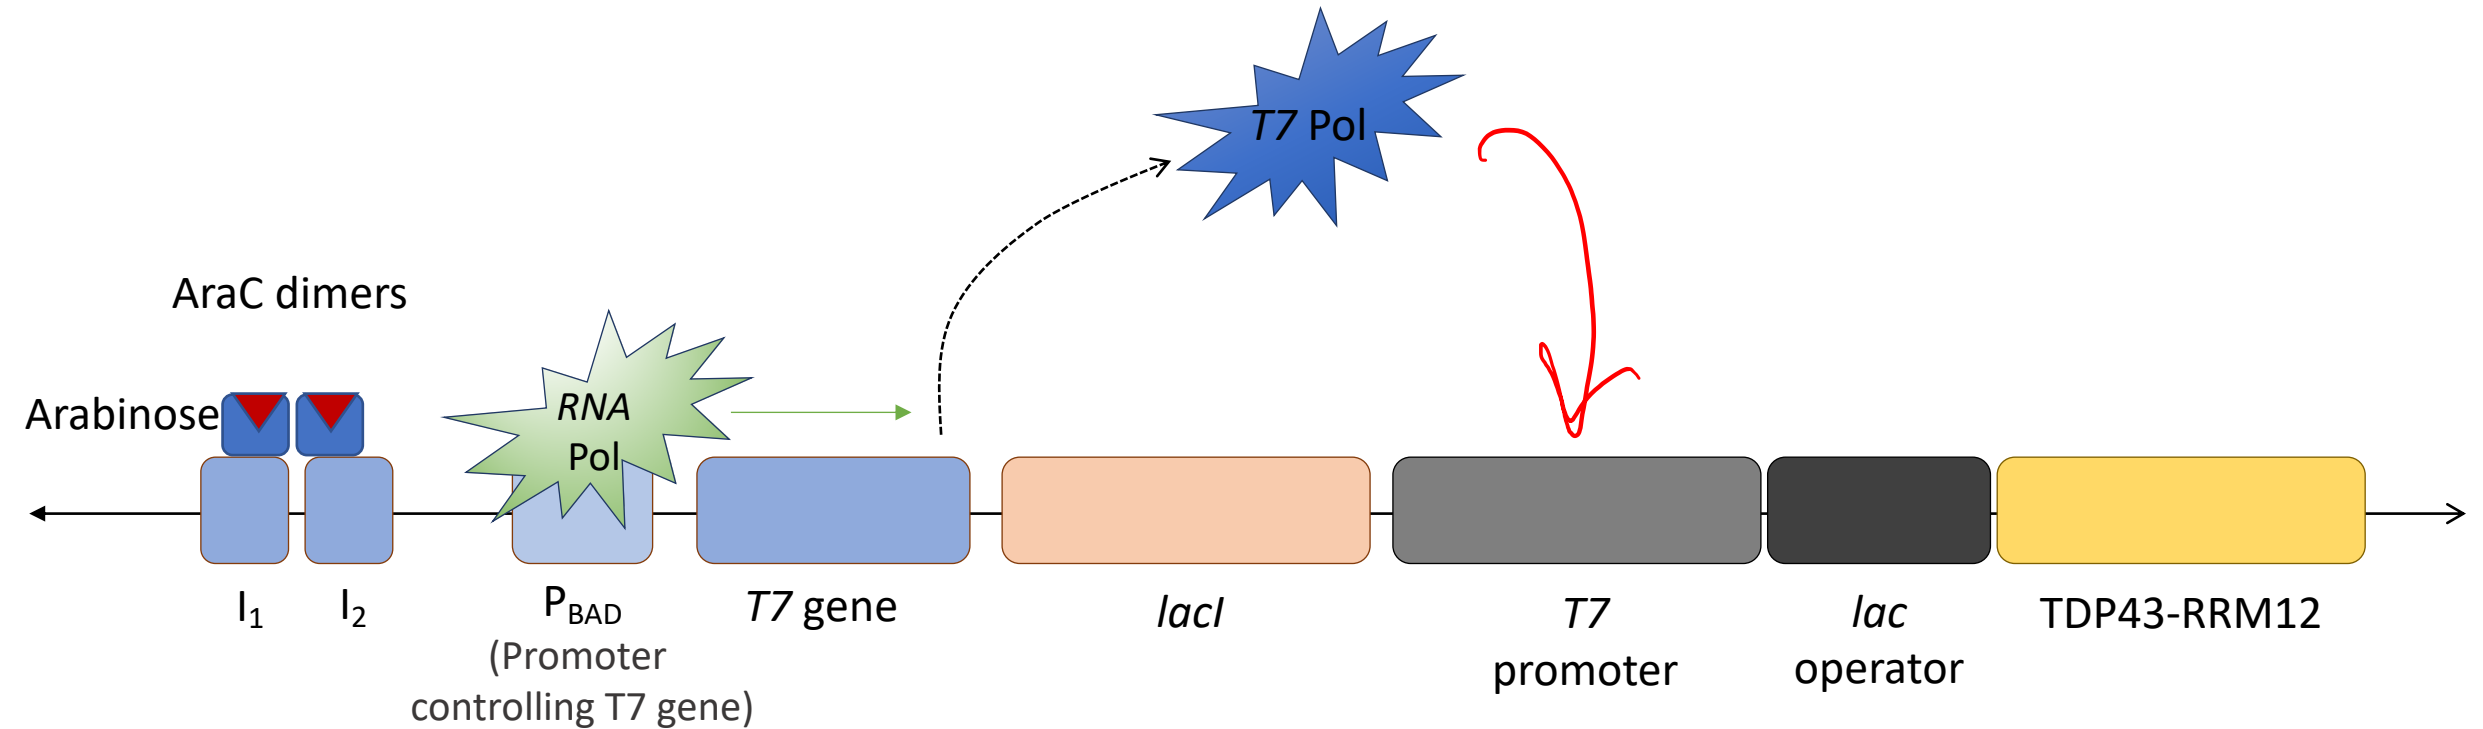 T7 Pol
AraC dimers
Arabinose
RNA
Pol
I₁
I₂
P_BAD
(Promoter
controlling T7 gene)
T7 gene
lacI
T7
promoter
lac
operator
TDP43-RRM12